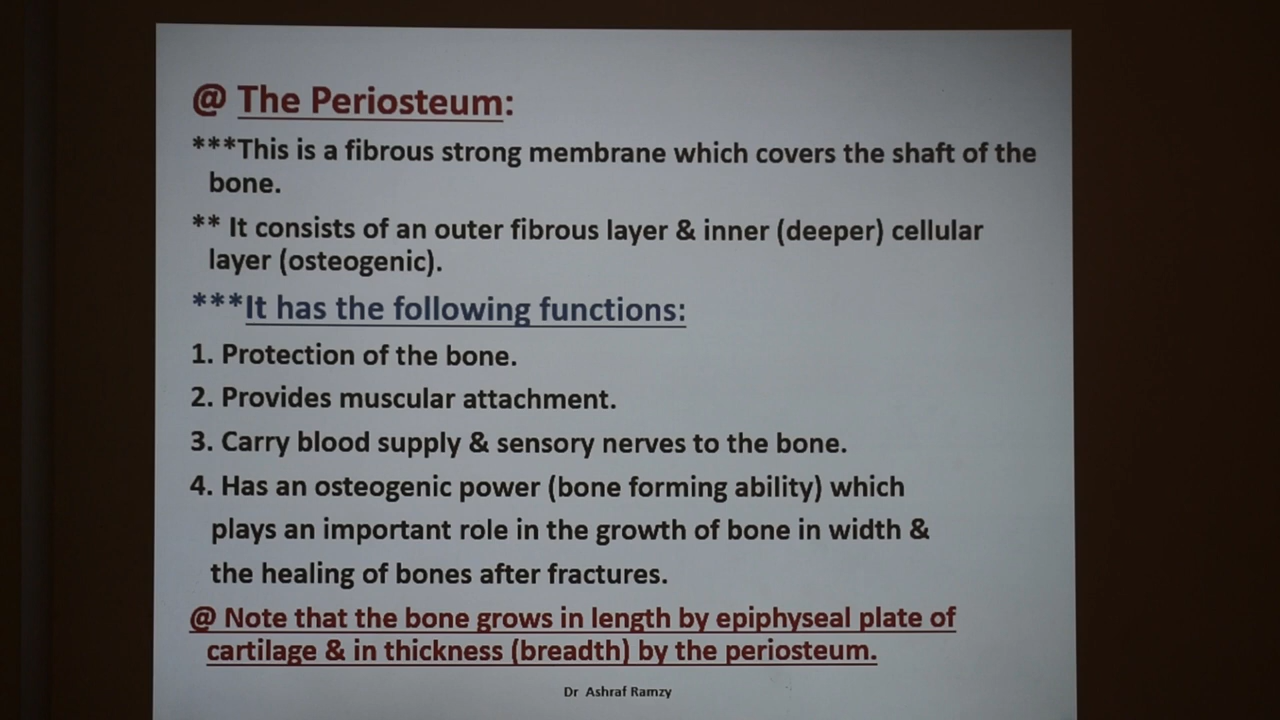 @ The Periosteum:
***This is a fibrous strong membrane which covers the shaft of the
bone.
** It consists of an outer fibrous layer & inner (deeper) cellular
layer (osteogenic).
***It has the following functions:
1. Protection of the bone.
2. Provides muscular attachment.
3. Carry blood supply & sensory nerves to the bone.
4. Has an osteogenic power (bone forming ability) which
plays an important role in the growth of bone in width &
the healing of bones after fractures.
@ Note that the bone grows in length by epiphyseal plate of
cartilage & in thickness (breadth) by the periosteum.
Dr Ashraf Ramzy